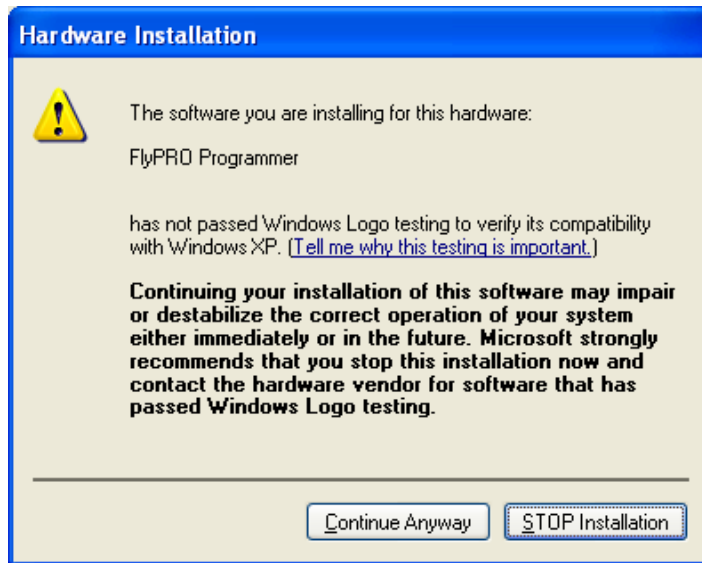 Hardware Installation
The software you are installing for this hardware:
FlyPRO Programmer
has not passed Windows Logo testing to verify its compatibility
with Windows XP. (Tell me why this testing is important.)
Continuing your installation of this software may impair
or destabilize the correct operation of your system
either immediately or in the future. Microsoft strongly
recommends that you stop this installation now and
contact the hardware vendor for software that has
passed Windows Logo testing.
Continue Anyway
STOP Installation